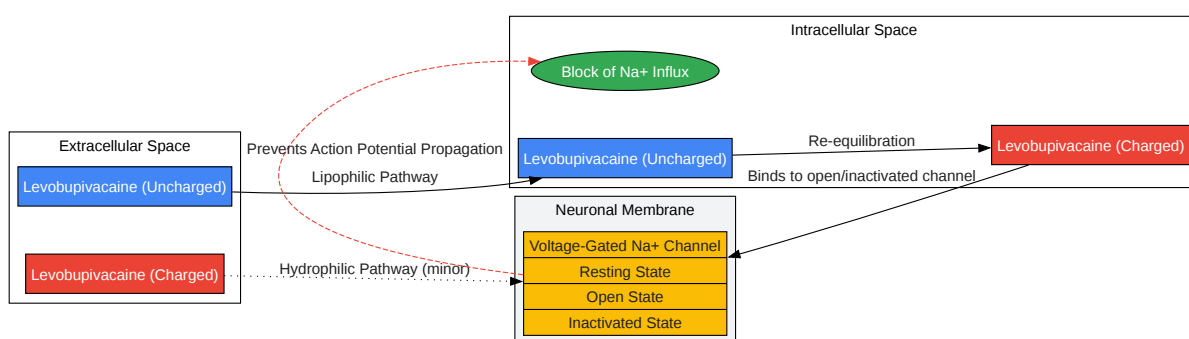 Intracellular Space
Block of Na+ Influx
Extracellular Space
Levobupivacaine (Uncharged)
Levobupivacaine (Charged)
Prevents Action Potential Propagation
Lipophilic Pathway
Hydrophilic Pathway (minor)
Levobupivacaine (Uncharged)
Re-equilibration
Levobupivacaine (Charged)
Binds to open/inactivated channel
Neuronal Membrane
Voltage-Gated Na+ Channel
Resting State
Open State
Inactivated State